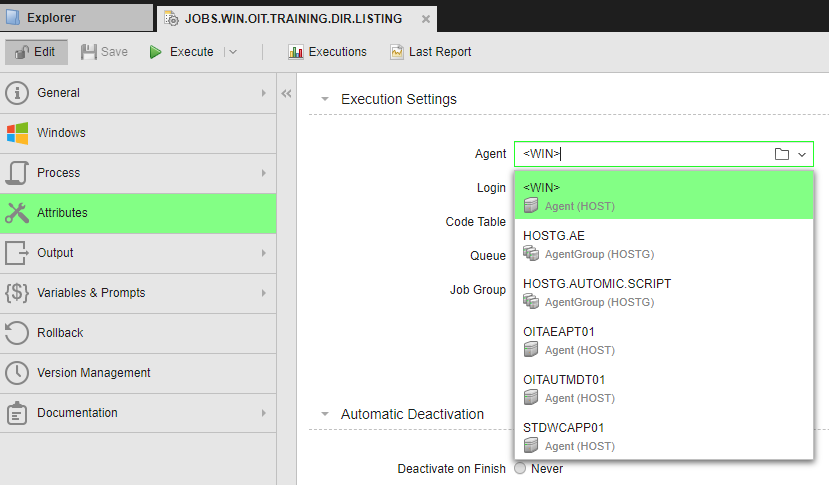 Explorer
JOBS.WIN.OIT.TRAINING.DIR.LISTING
Edit
Save
Execute
Executions
Last Report
General
Windows
Process
Attributes
Output
{$} Variables & Prompts
Rollback
Version Management
Documentation
Execution Settings
Agent <WIN>
Login
Code Table
Queue
Job Group
<WIN>
Agent (HOST)
HOSTG.AE
AgentGroup (HOSTG)
HOSTG.AUTOMIC.SCRIPT
AgentGroup (HOSTG)
OITAEAPT01
Agent (HOST)
OITAUTMDT01
Agent (HOST)
STDWCAPP01
Agent (HOST)
Automatic Deactivation
Deactivate on Finish Never